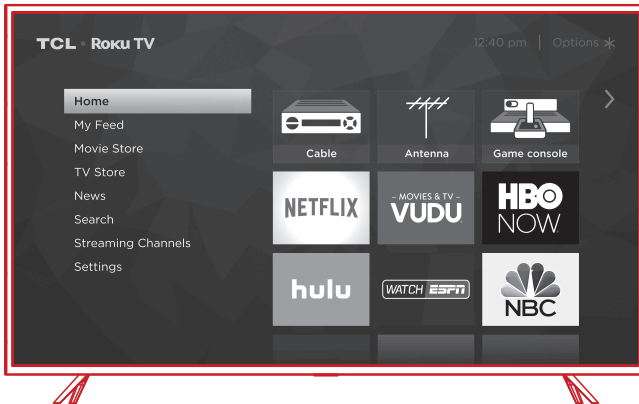 TCL · Roku TV
12:40 pm | Options
Home
My Feed
Movie Store
TV Store
News
Search
Streaming Channels
Settings
Cable
Antenna
Game console
NETFLIX
– MOVIES & TV –
VUDU
HBO
NOW
hulu
WATCH ESPN
NBC